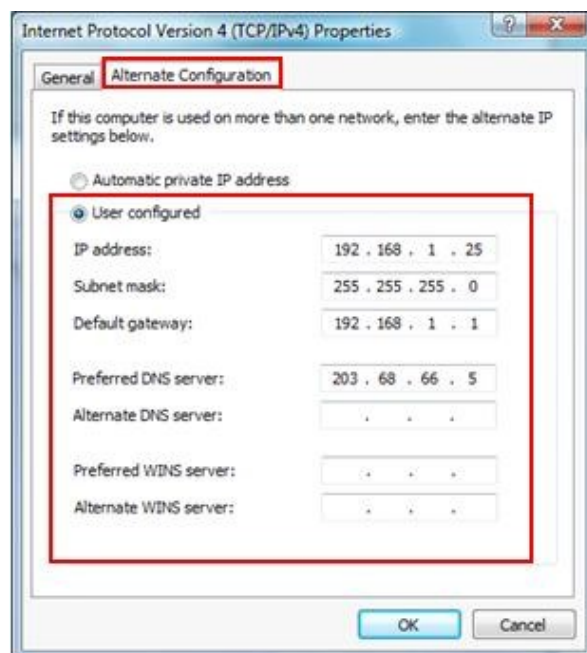 Internet Protocol Version 4 (TCP/IPv4) Properties
General Alternate Configuration
If this computer is used on more than one network, enter the alternate IP
settings below.
Automatic private IP address
User configured
IP address: 192 . 168 . 1 . 25
Subnet mask: 255 . 255 . 255 . 0
Default gateway: 192 . 168 . 1 . 1
Preferred DNS server: 203 . 68 . 66 . 5
Alternate DNS server: . . .
Preferred WINS server: . . .
Alternate WINS server: . . .
OK Cancel